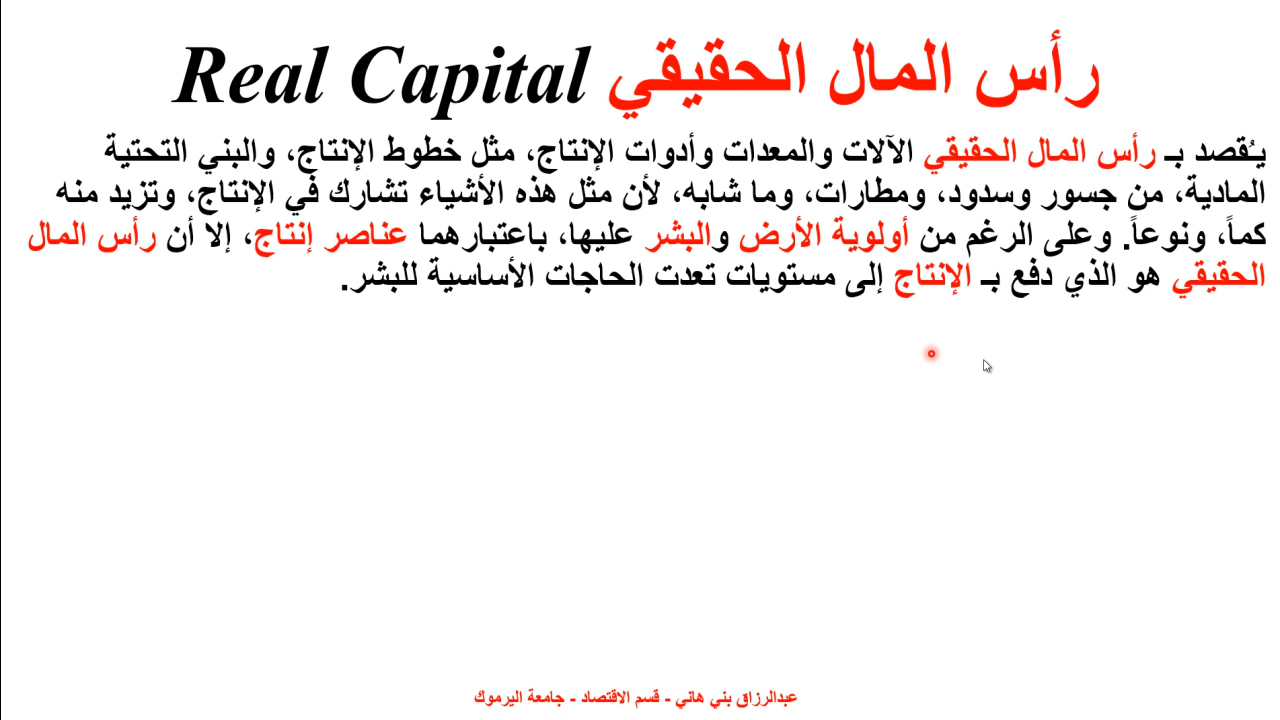 رأس المال الحقيقي Real Capital
يُقصد بـ رأس المال الحقيقي الآلات والمعدات وأدوات الإنتاج، مثل خطوط الإنتاج، والبني التحتية
المادية، من جسور وسدود، ومطارات، وما شابه، لأن مثل هذه الأشياء تشارك في الإنتاج، وتزيد منه
كماً، ونوعاً. وعلى الرغم من أولوية الأرض والبشر عليها، باعتبارهما عناصر إنتاج، إلا أن رأس المال
الحقيقي هو الذي دفع بـ الإنتاج إلى مستويات تعدت الحاجات الأساسية للبشر.
عبدالرزاق بني هاني - قسم الاقتصاد - جامعة اليرموك